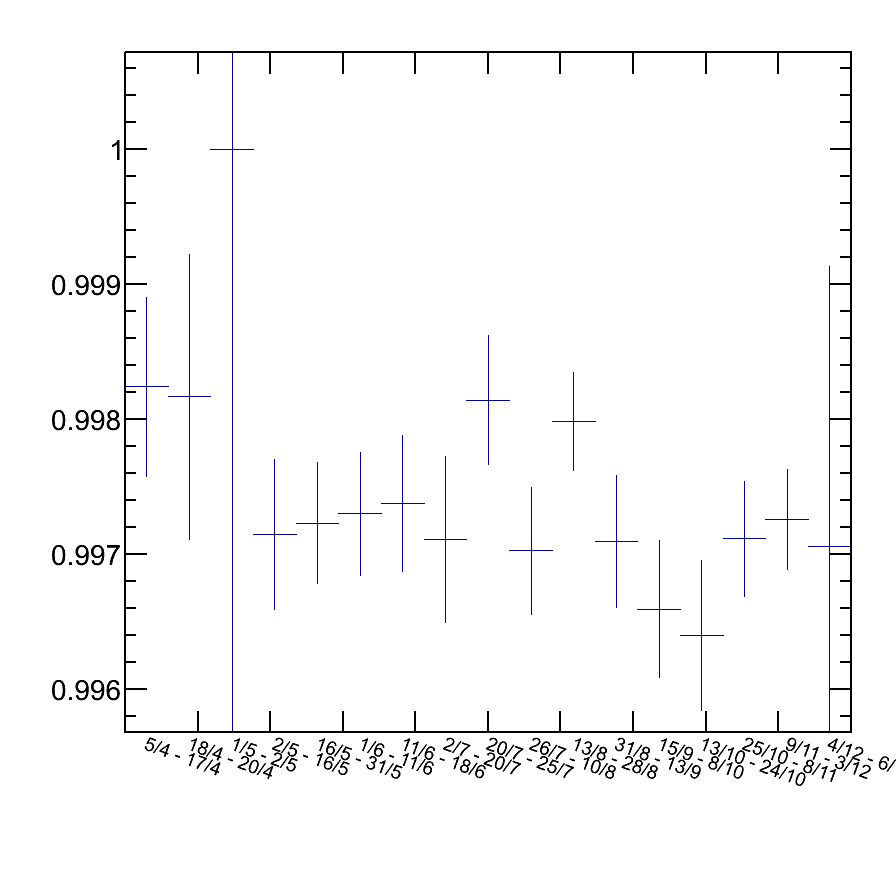 1
0.999
0.998
0.997
0.996
5/4 - 17/4
18/4 - 20/4
1/5 - 2/5
2/5 - 16/5
16/5 - 31/5
1/6 - 11/6
11/6 - 18/6
2/7 - 20/7
20/7 - 25/7
26/7 - 10/8
13/8 - 28/8
31/8 - 13/9
15/9 - 8/10
13/10 - 24/10
25/10 - 8/11
9/11 - 3/12
4/12 - 6/